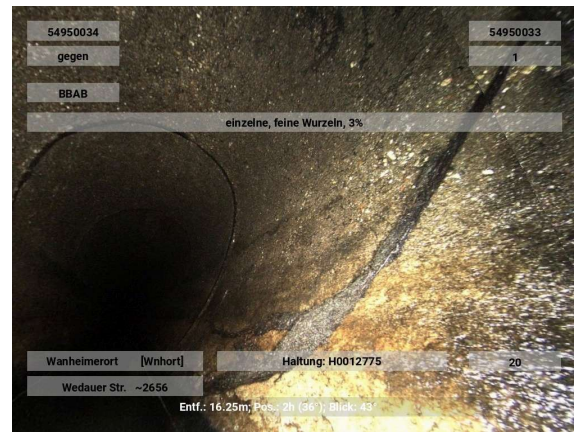 54950034 54950033
gegen 1
BBAB
einzelne, feine Wurzeln, 3%
Wanheimerort [Wnhort] Haltung: H0012775 20
Wedauer Str. ~2656
Entf.: 16.25m; Pos.: 2h (36°); Blick: 43°